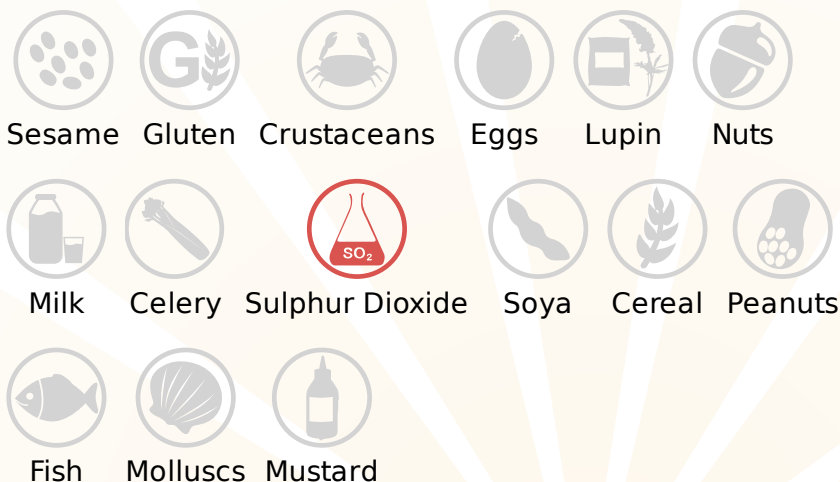 G
Sesame Gluten Crustaceans Eggs Lupin Nuts
SO₂
Milk Celery Sulphur Dioxide Soya Cereal Peanuts
Fish Molluscs Mustard